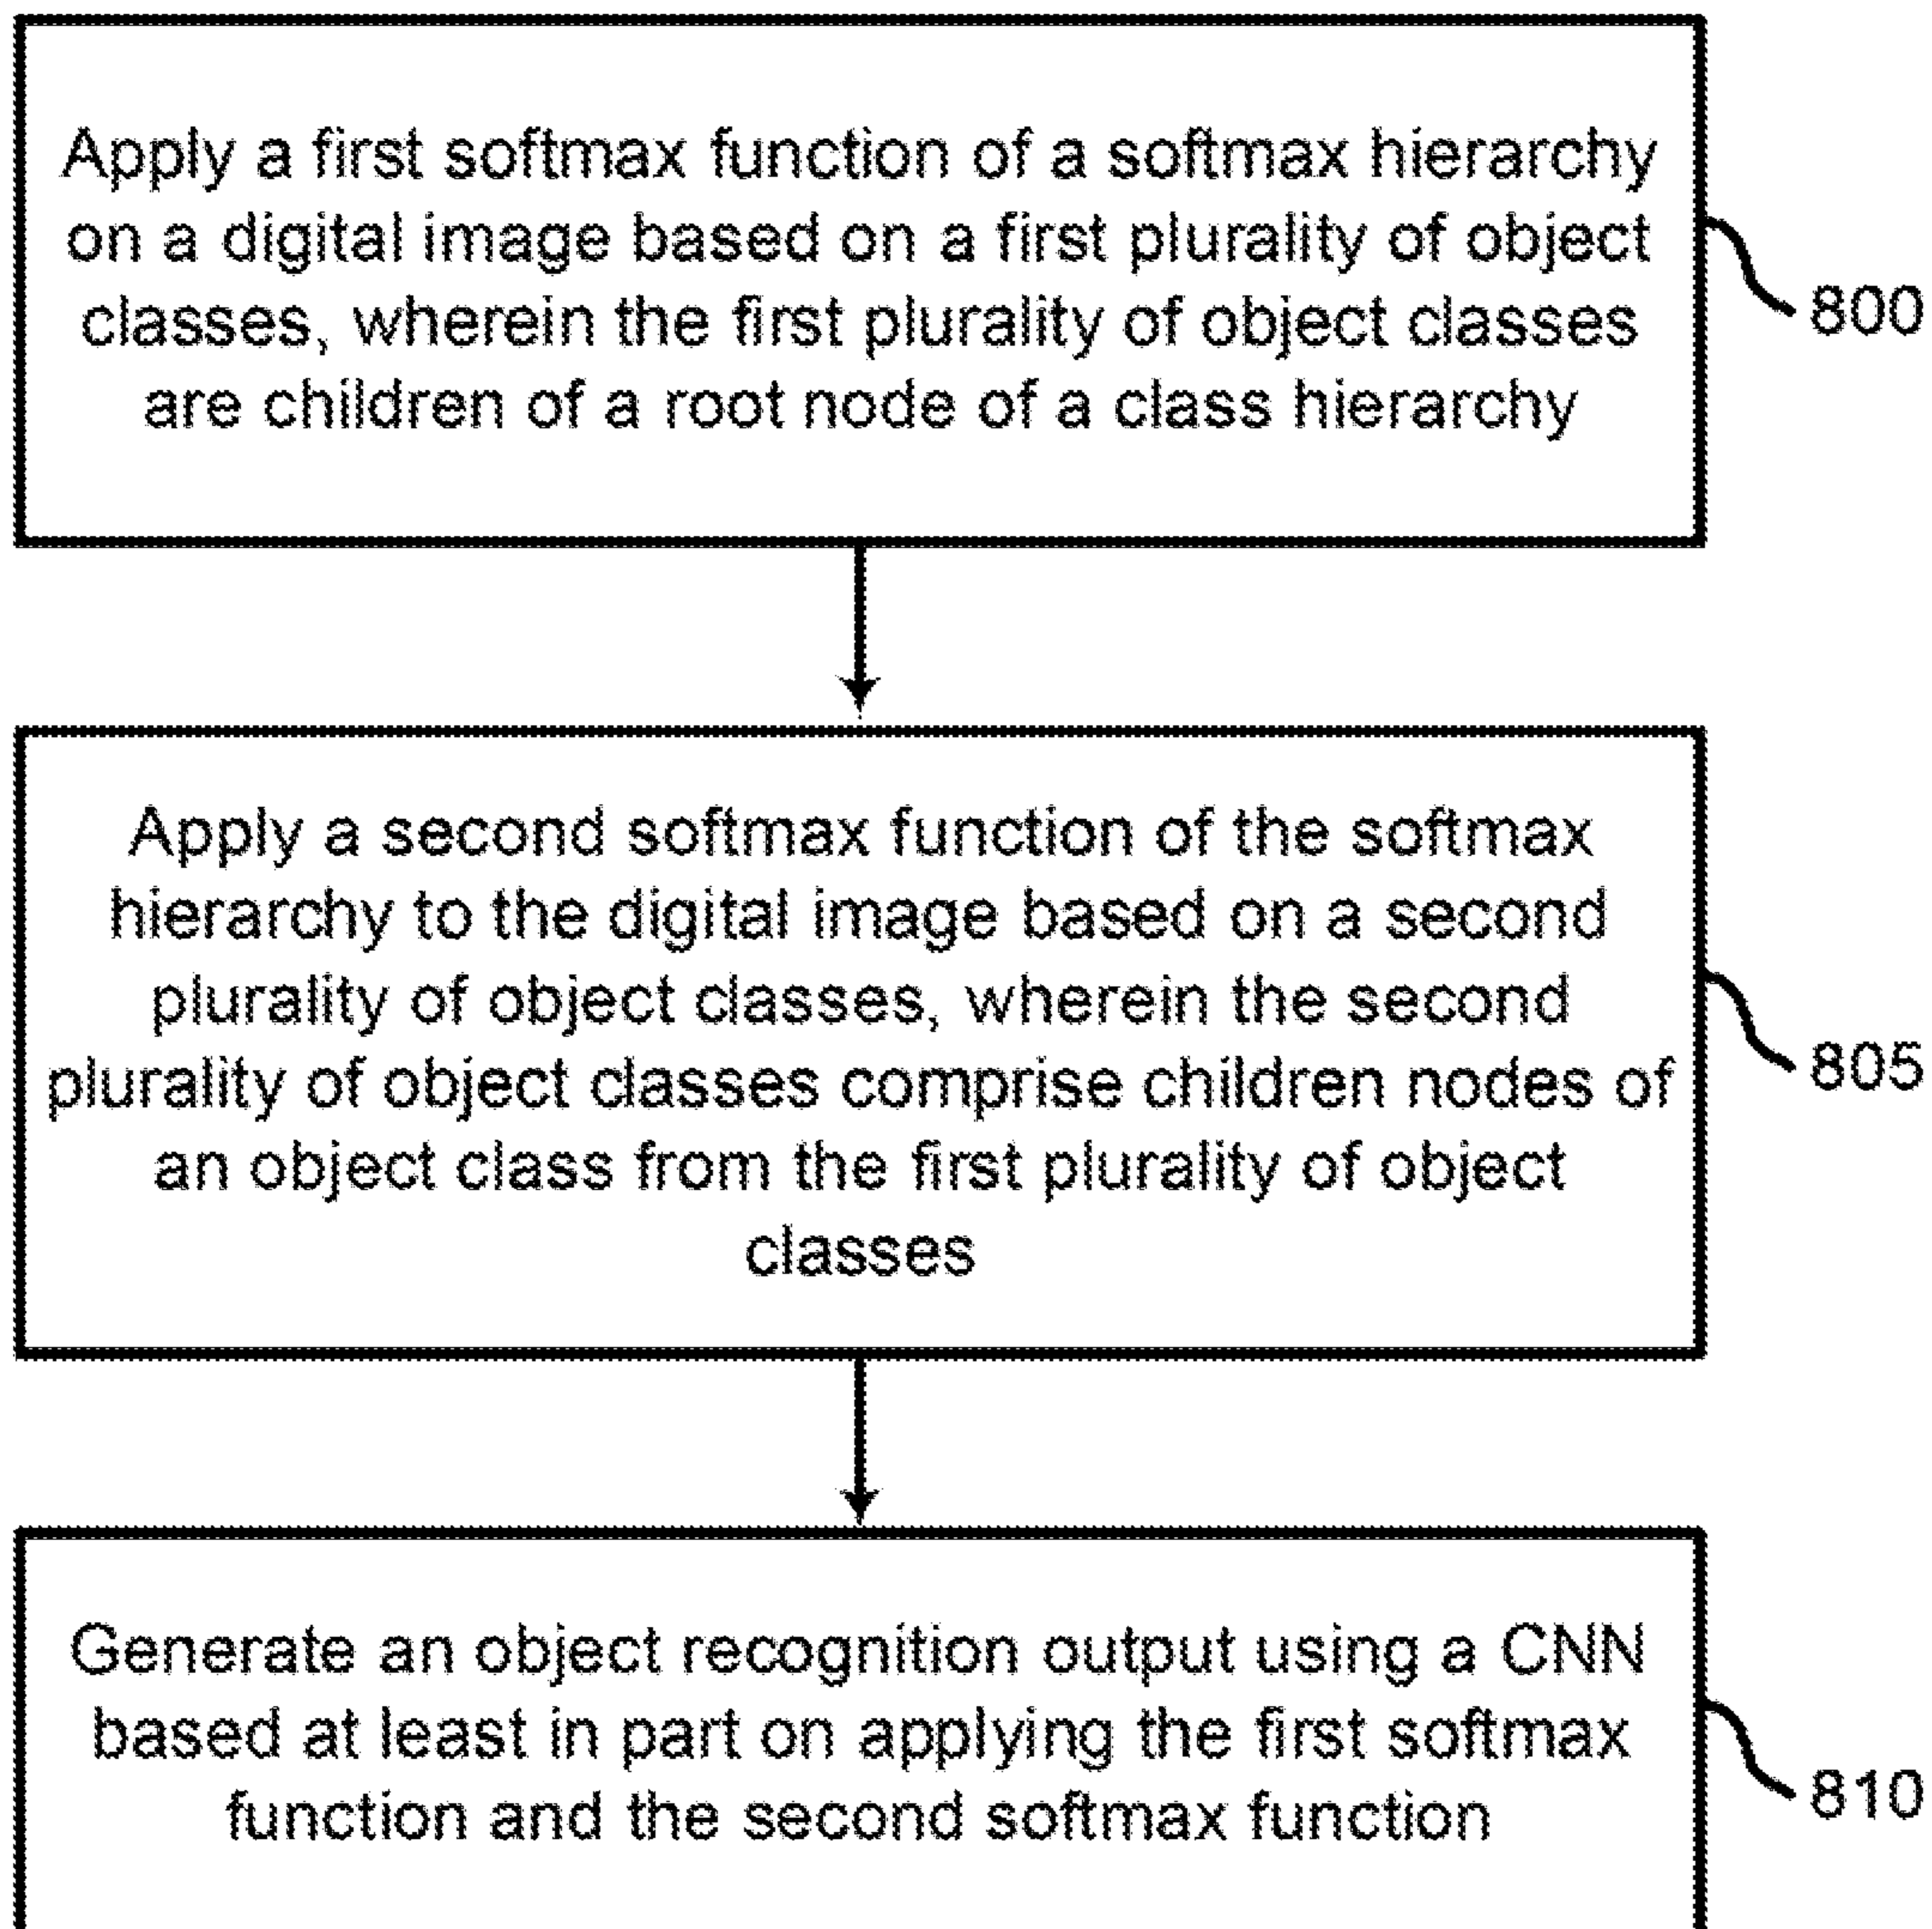 Apply a first softmax function of a softmax hierarchy
on a digital image based on a first plurality of object
classes, wherein the first plurality of object classes
are children of a root node of a class hierarchy
800
Apply a second softmax function of the softmax
hierarchy to the digital image based on a second
plurality of object classes, wherein the second
plurality of object classes comprise children nodes of
an object class from the first plurality of object
classes
805
Generate an object recognition output using a CNN
based at least in part on applying the first softmax
function and the second softmax function
810